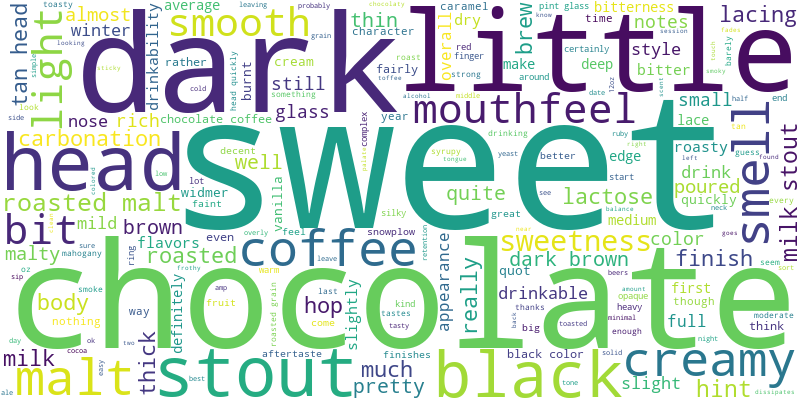 toasty
average
leaving
probably
chocolaty
almost
smooth
thin
caramel
dry
bitterness
pint glass
know
session
fades
touch
lacing
winter
light
tan head
drinkability
rather
cold
dark
little
character
grain
roast
fairly
cream
still
something
toffee
overall
red
finger
strong
alcohol
middle
brew
time
certainly
around
make
12oz
notes
deep
date
are
barely
scent
smoky
style
bitter
look
simple
looking
sticky
side
burnt
head quickly
glass
nose
rich
chocolate coffee
year
complex
mouthfeel
small
lace
ruby
right
half
tan
end
guess
found
every
carbonation
head
decent
well
lot
widmer
faint
vanilla
sweet
syrupy
tongue
drinking
yeast
better
see
edge
start
roasty
left
drink
poured
quickly
neck
smell
milk stout
low
colored
roasted malt
bit
mild
brown
silky
quite
great
lactose
balance
medium
malty
flavors
even
overly
feel
snowplow
retention
appearance
sweetness
color
goes
seem
sort
sure
mahogany
oz
sip
ring
roasted
coffee
leave
really
dark brown
quot
finish
beers
amount
opaque
first
though
frothy
warm
smoke
body
nothing
way
definitely
amp
fruit
roasted grain
last
hop
come
slightly
kind
tastes
tasty
drinkable
thanks
big
back
toasted
heavy
minimal
enough
full
night
moderate
think
chocolate
day
ok
cocoa
two
milk
thick
aftertaste
finishes
much
black color
solid
slight
creamy
ale
malt
easy
best
stout
pretty
black
tone
hint
dissipates